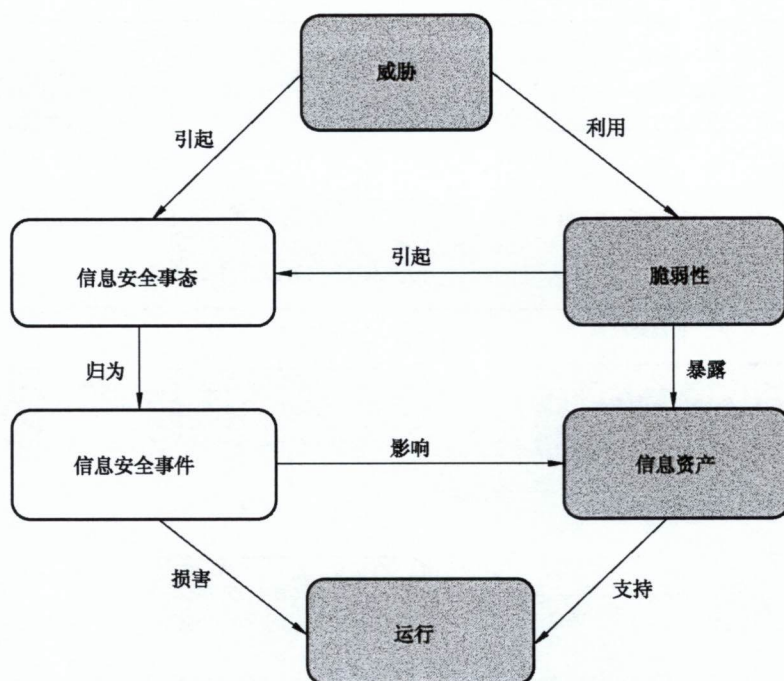 威胁
引起
利用
信息安全事态
引起
脆弱性
归为
暴露
信息安全事件
影响
信息资产
损害
支持
运行